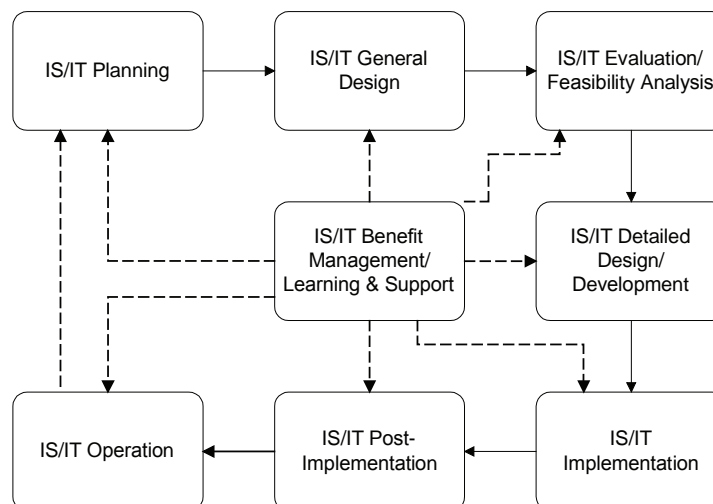 IS/IT Planning
IS/IT General
Design
IS/IT Evaluation/
Feasibility Analysis
IS/IT Benefit
Management/
Learning & Support
IS/IT Detailed
Design/
Development
IS/IT Operation
IS/IT Post-
Implementation
IS/IT
Implementation